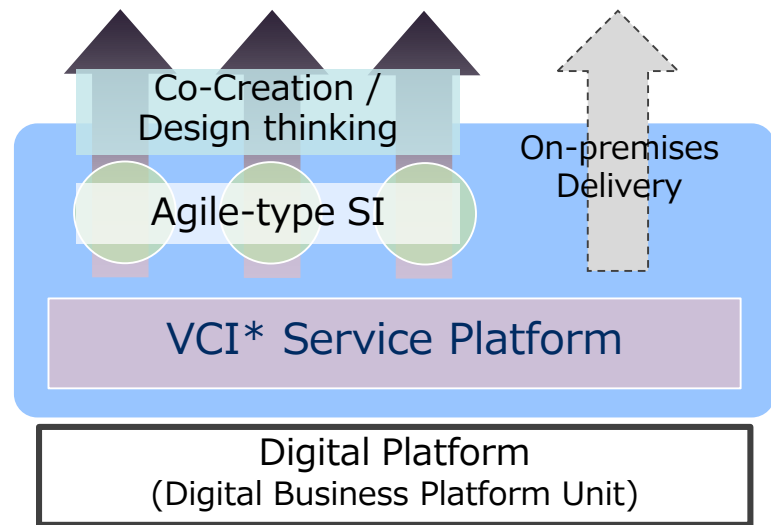 Co-Creation /
Design thinking
On-premises
Delivery
Agile-type SI
VCI* Service Platform
Digital Platform
(Digital Business Platform Unit)